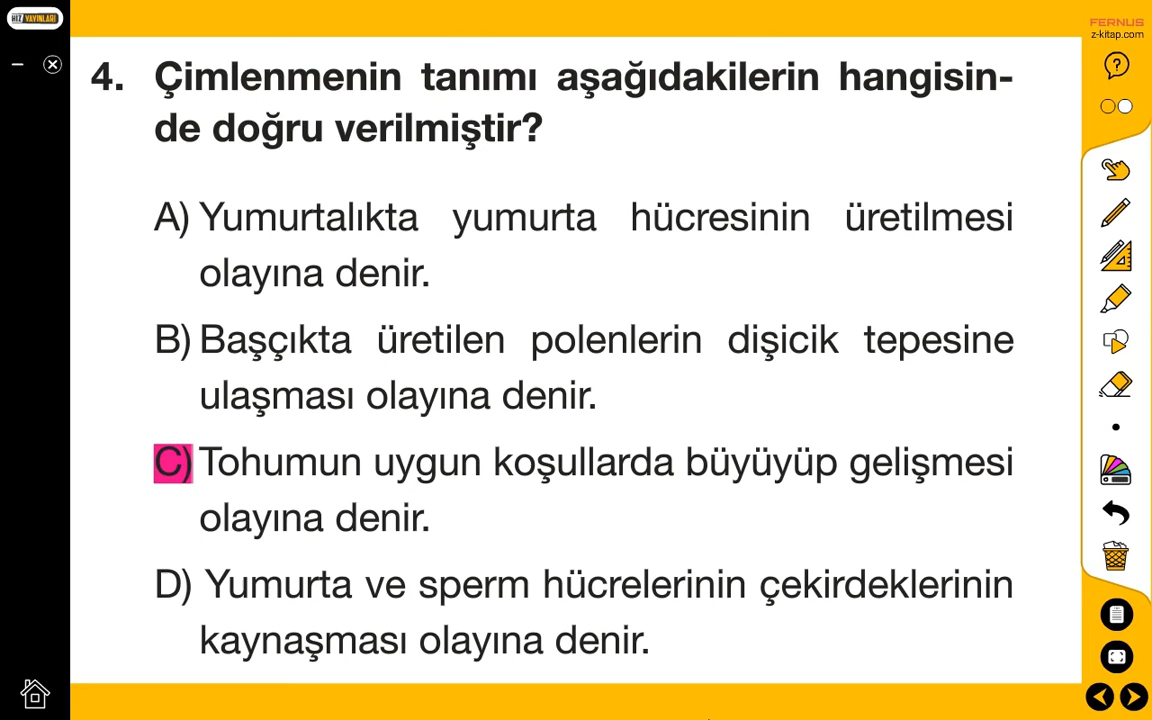 HIZ YAYINLARI
FERNUS
z-kitap.com
4. Çimlenmenin tanımı aşağıdakilerin hangisin-
de doğru verilmiştir?
A) Yumurtalıkta yumurta hücresinin üretilmesi
olayına denir.
B) Başçıkta üretilen polenlerin dişicik tepesine
ulaşması olayına denir.
C) Tohumun uygun koşullarda büyüyüp gelişmesi
olayına denir.
D) Yumurta ve sperm hücrelerinin çekirdeklerinin
kaynaşması olayına denir.